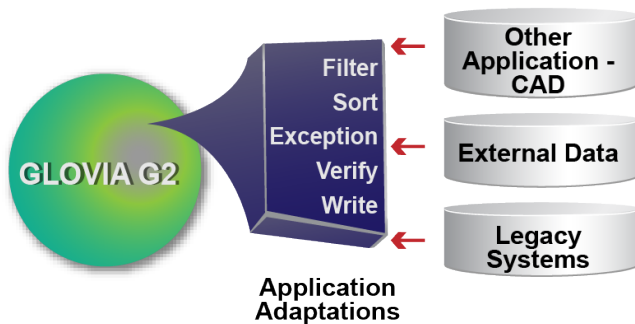 GLOVIA G2
Filter
Sort
Exception
Verify
Write
Application
Adaptations
Other
Application -
CAD
External Data
Legacy
Systems